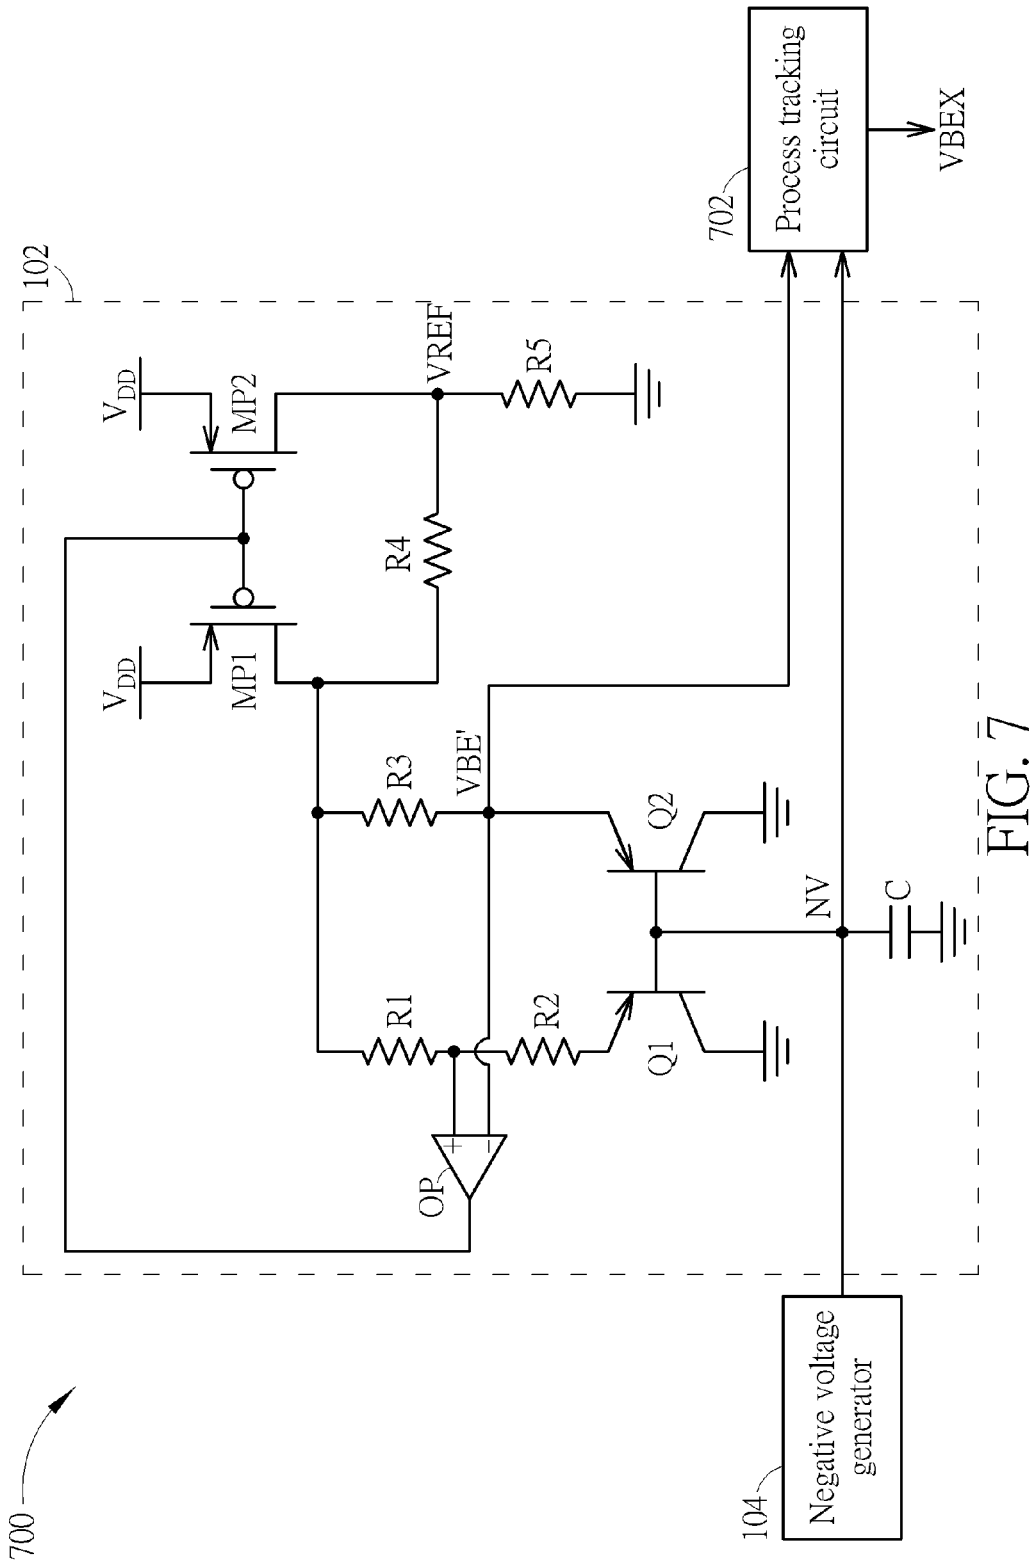 700
102
V_DD
V_DD
MP1
MP2
VREF
R4
R5
R3
R1
VBE'
OP
+
−
R2
Q1
Q2
NV
C
104
Negative voltage
generator
702
Process tracking
circuit
VBEX
FIG. 7